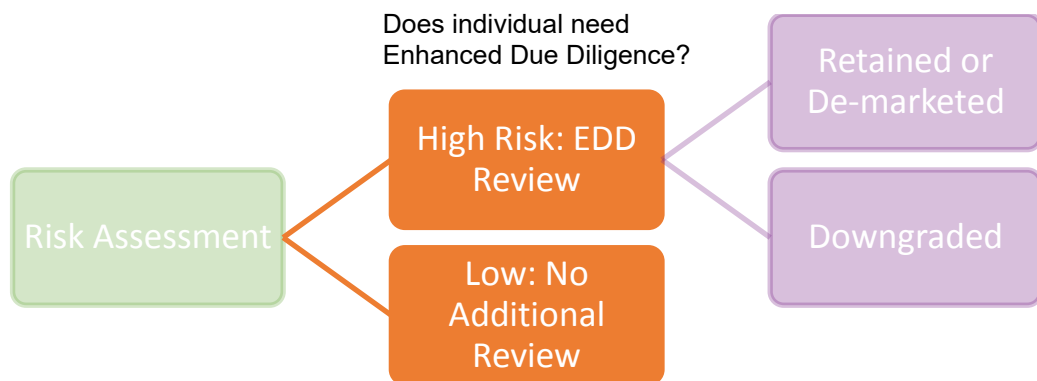 Does individual need
Enhanced Due Diligence?
Risk Assessment
High Risk: EDD
Review
Low: No
Additional
Review
Retained or
De-marketed
Downgraded